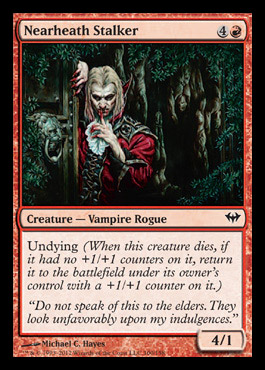 Nearheath Stalker 4
Creature — Vampire Rogue
Undying (When this creature dies, if
it had no +1/+1 counters on it, return
it to the battlefield under its owner's
control with a +1/+1 counter on it.)
"Do not speak of this to the elders. They
look unfavorably upon my indulgences."
Michael C. Hayes
4/1